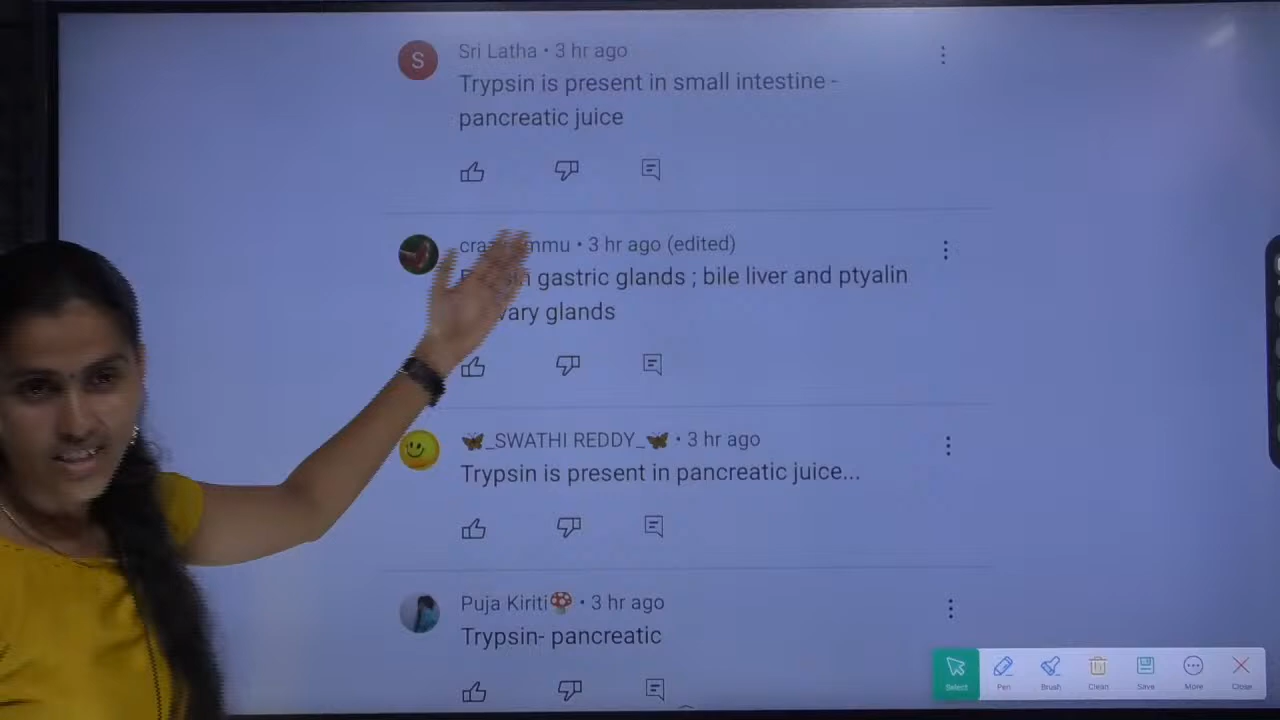 S
Sri Latha • 3 hr ago
Trypsin is present in small intestine -
pancreatic juice
• 3 hr ago (edited)
gastric glands ; bile liver and ptyalin
glands
🦋_SWATHI REDDY_🦋 • 3 hr ago
Trypsin is present in pancreatic juice...
Puja Kiriti🍄 • 3 hr ago
Trypsin- pancreatic
Select Pen Brush Clean Save More Close